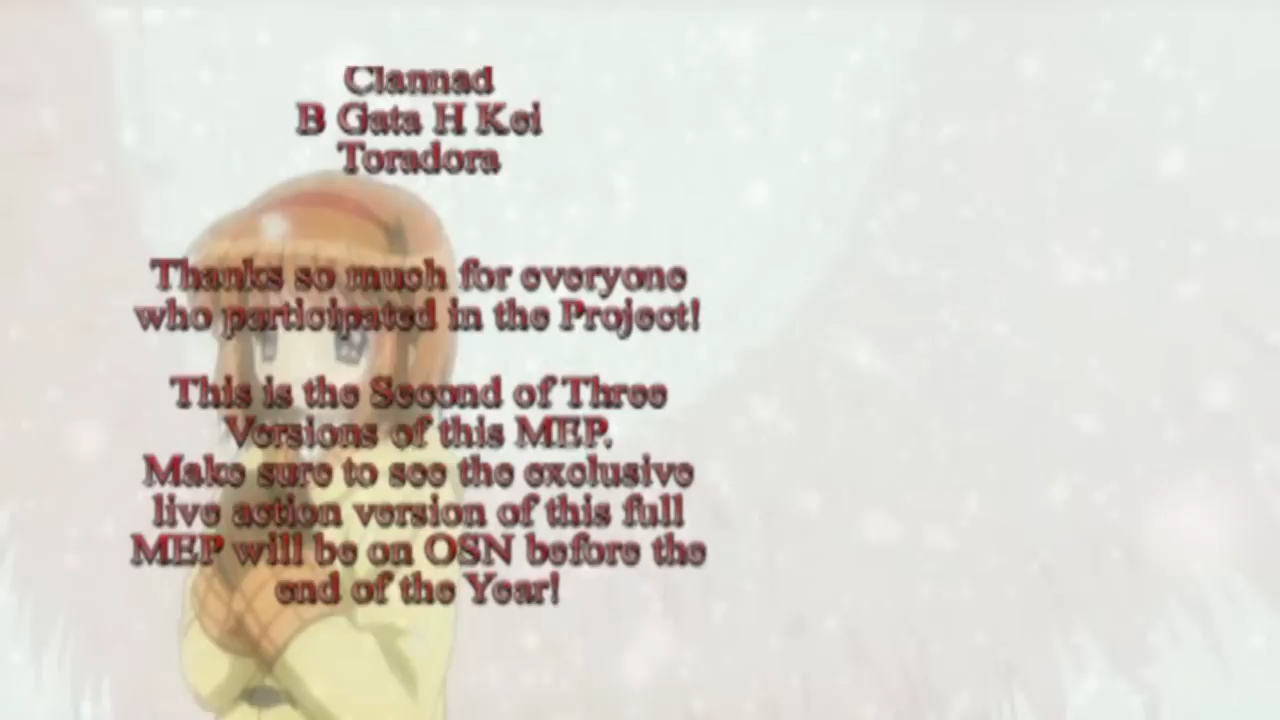 Clannad
B Gata H Kei
Toradora
Thanks so much for everyone
who participated in the Project!
This is the Second of Three
Versions of this MEP.
Make sure to see the exclusive
live action version of this full
MEP will be on OSN before the
end of the Year!